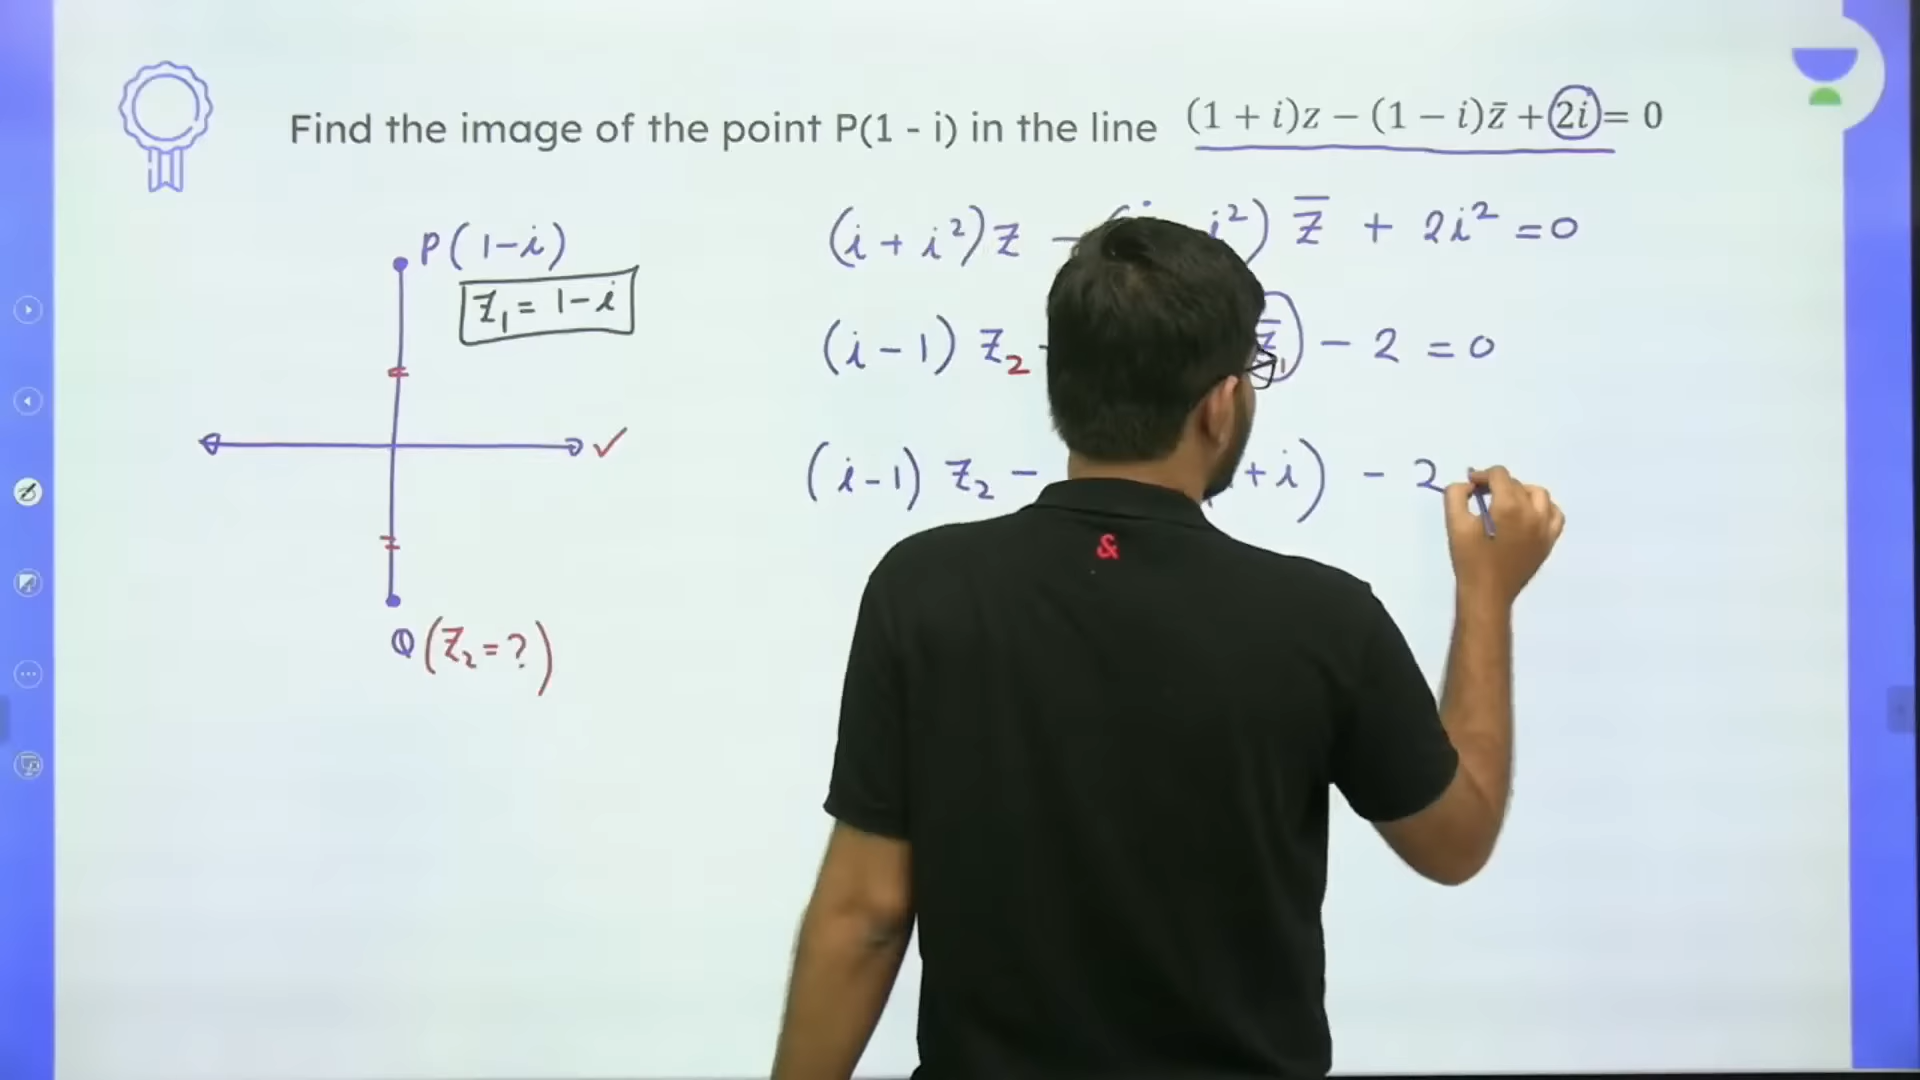 Find the image of the point P(1 - i) in the line (1 + i)z − (1 − i)z̄ + 2i = 0
P(1-i)
Z₁ = 1-i
Q(Z₂=?)
(i + i²)Z - i²) Z̄ + 2i² = 0
(i - 1) Z₂ - Z̄₁ - 2 = 0
(i-1) Z₂ - +i) - 2
&